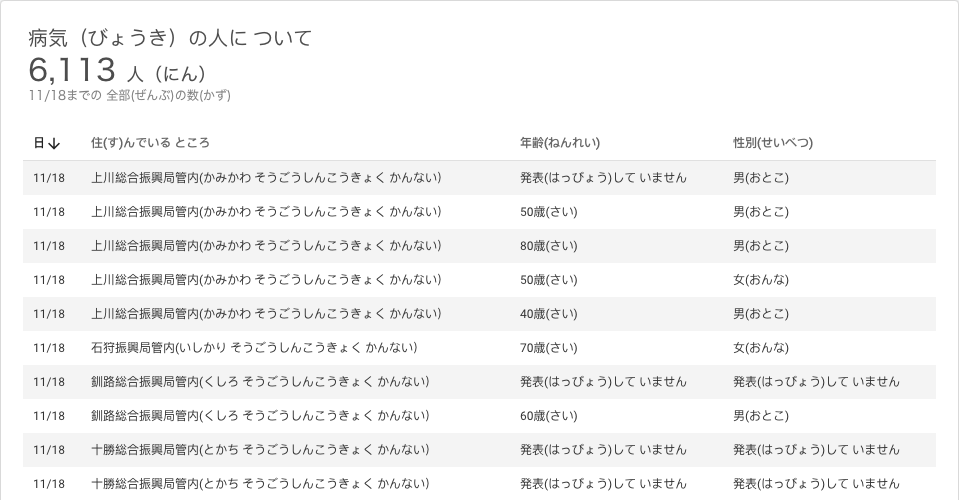 病気（びょうき）の人に ついて
6,113 人（にん）
11/18までの 全部(ぜんぶ)の数(かず)
日↓ 住(す)んでいる ところ 年齢(ねんれい) 性別(せいべつ)
11/18 上川総合振興局管内(かみかわ そうごうしんこうきょく かんない) 発表(はっぴょう)して いません 男(おとこ)
11/18 上川総合振興局管内(かみかわ そうごうしんこうきょく かんない) 50歳(さい) 男(おとこ)
11/18 上川総合振興局管内(かみかわ そうごうしんこうきょく かんない) 80歳(さい) 男(おとこ)
11/18 上川総合振興局管内(かみかわ そうごうしんこうきょく かんない) 50歳(さい) 女(おんな)
11/18 上川総合振興局管内(かみかわ そうごうしんこうきょく かんない) 40歳(さい) 男(おとこ)
11/18 石狩振興局管内(いしかり そうごうしんこうきょく かんない) 70歳(さい) 女(おんな)
11/18 釧路総合振興局管内(くしろ そうごうしんこうきょく かんない) 発表(はっぴょう)して いません 発表(はっぴょう)して いません
11/18 釧路総合振興局管内(くしろ そうごうしんこうきょく かんない) 60歳(さい) 男(おとこ)
11/18 十勝総合振興局管内(とかち そうごうしんこうきょく かんない) 発表(はっぴょう)して いません 発表(はっぴょう)して いません
11/18 十勝総合振興局管内(とかち そうごうしんこうきょく かんない) 発表(はっぴょう)して いません 発表(はっぴょう)して いません